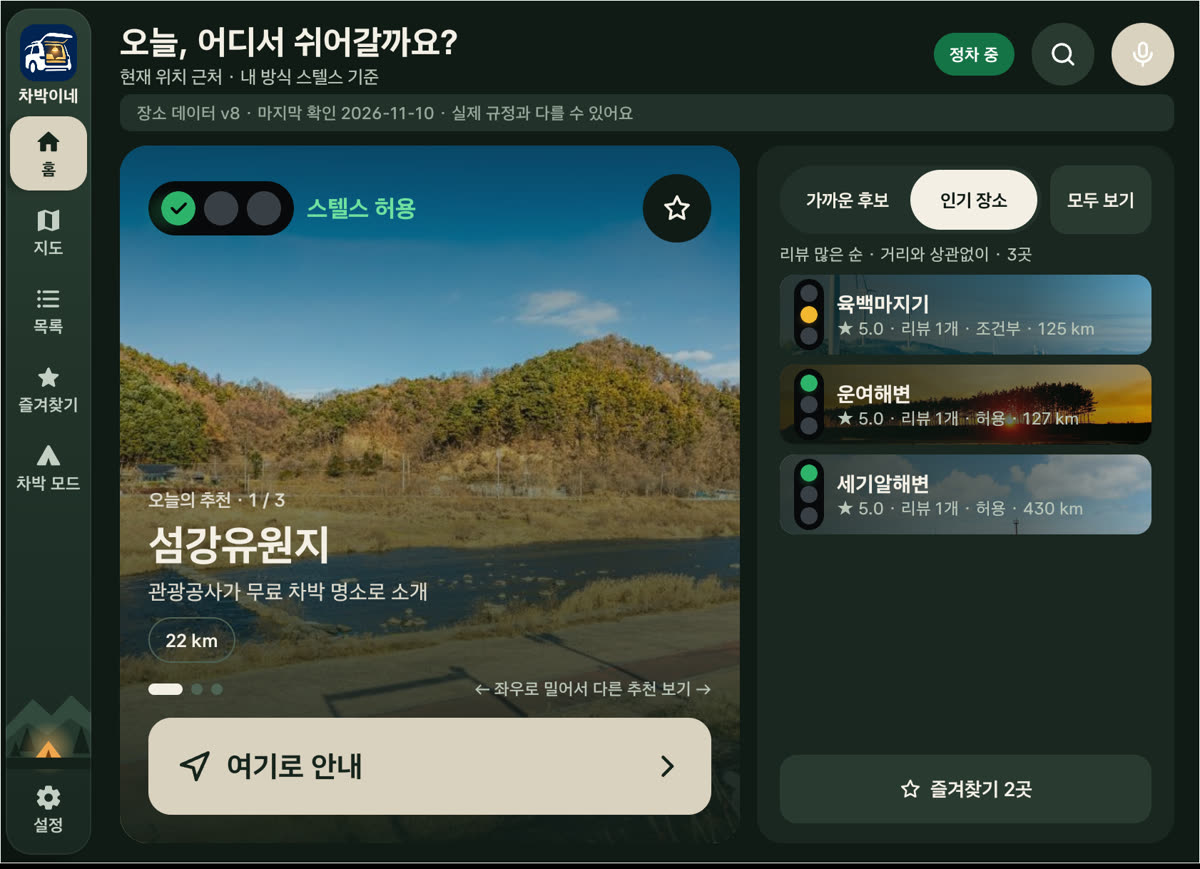 차박이네
홈
지도
목록
즐겨찾기
차박 모드
설정
오늘, 어디서 쉬어갈까요?
현재 위치 근처 · 내 방식 스텔스 기준
정차 중
장소 데이터 v8 · 마지막 확인 2026-11-10 · 실제 규정과 다를 수 있어요
스텔스 허용
오늘의 추천 · 1 / 3
섬강유원지
관광공사가 무료 차박 명소로 소개
22 km
← 좌우로 밀어서 다른 추천 보기 →
여기로 안내
가까운 후보
인기 장소
모두 보기
리뷰 많은 순 · 거리와 상관없이 · 3곳
육백마지기
★ 5.0 · 리뷰 1개 · 조건부 · 125 km
운여해변
★ 5.0 · 리뷰 1개 · 허용 · 127 km
세기알해변
★ 5.0 · 리뷰 1개 · 허용 · 430 km
즐겨찾기 2곳